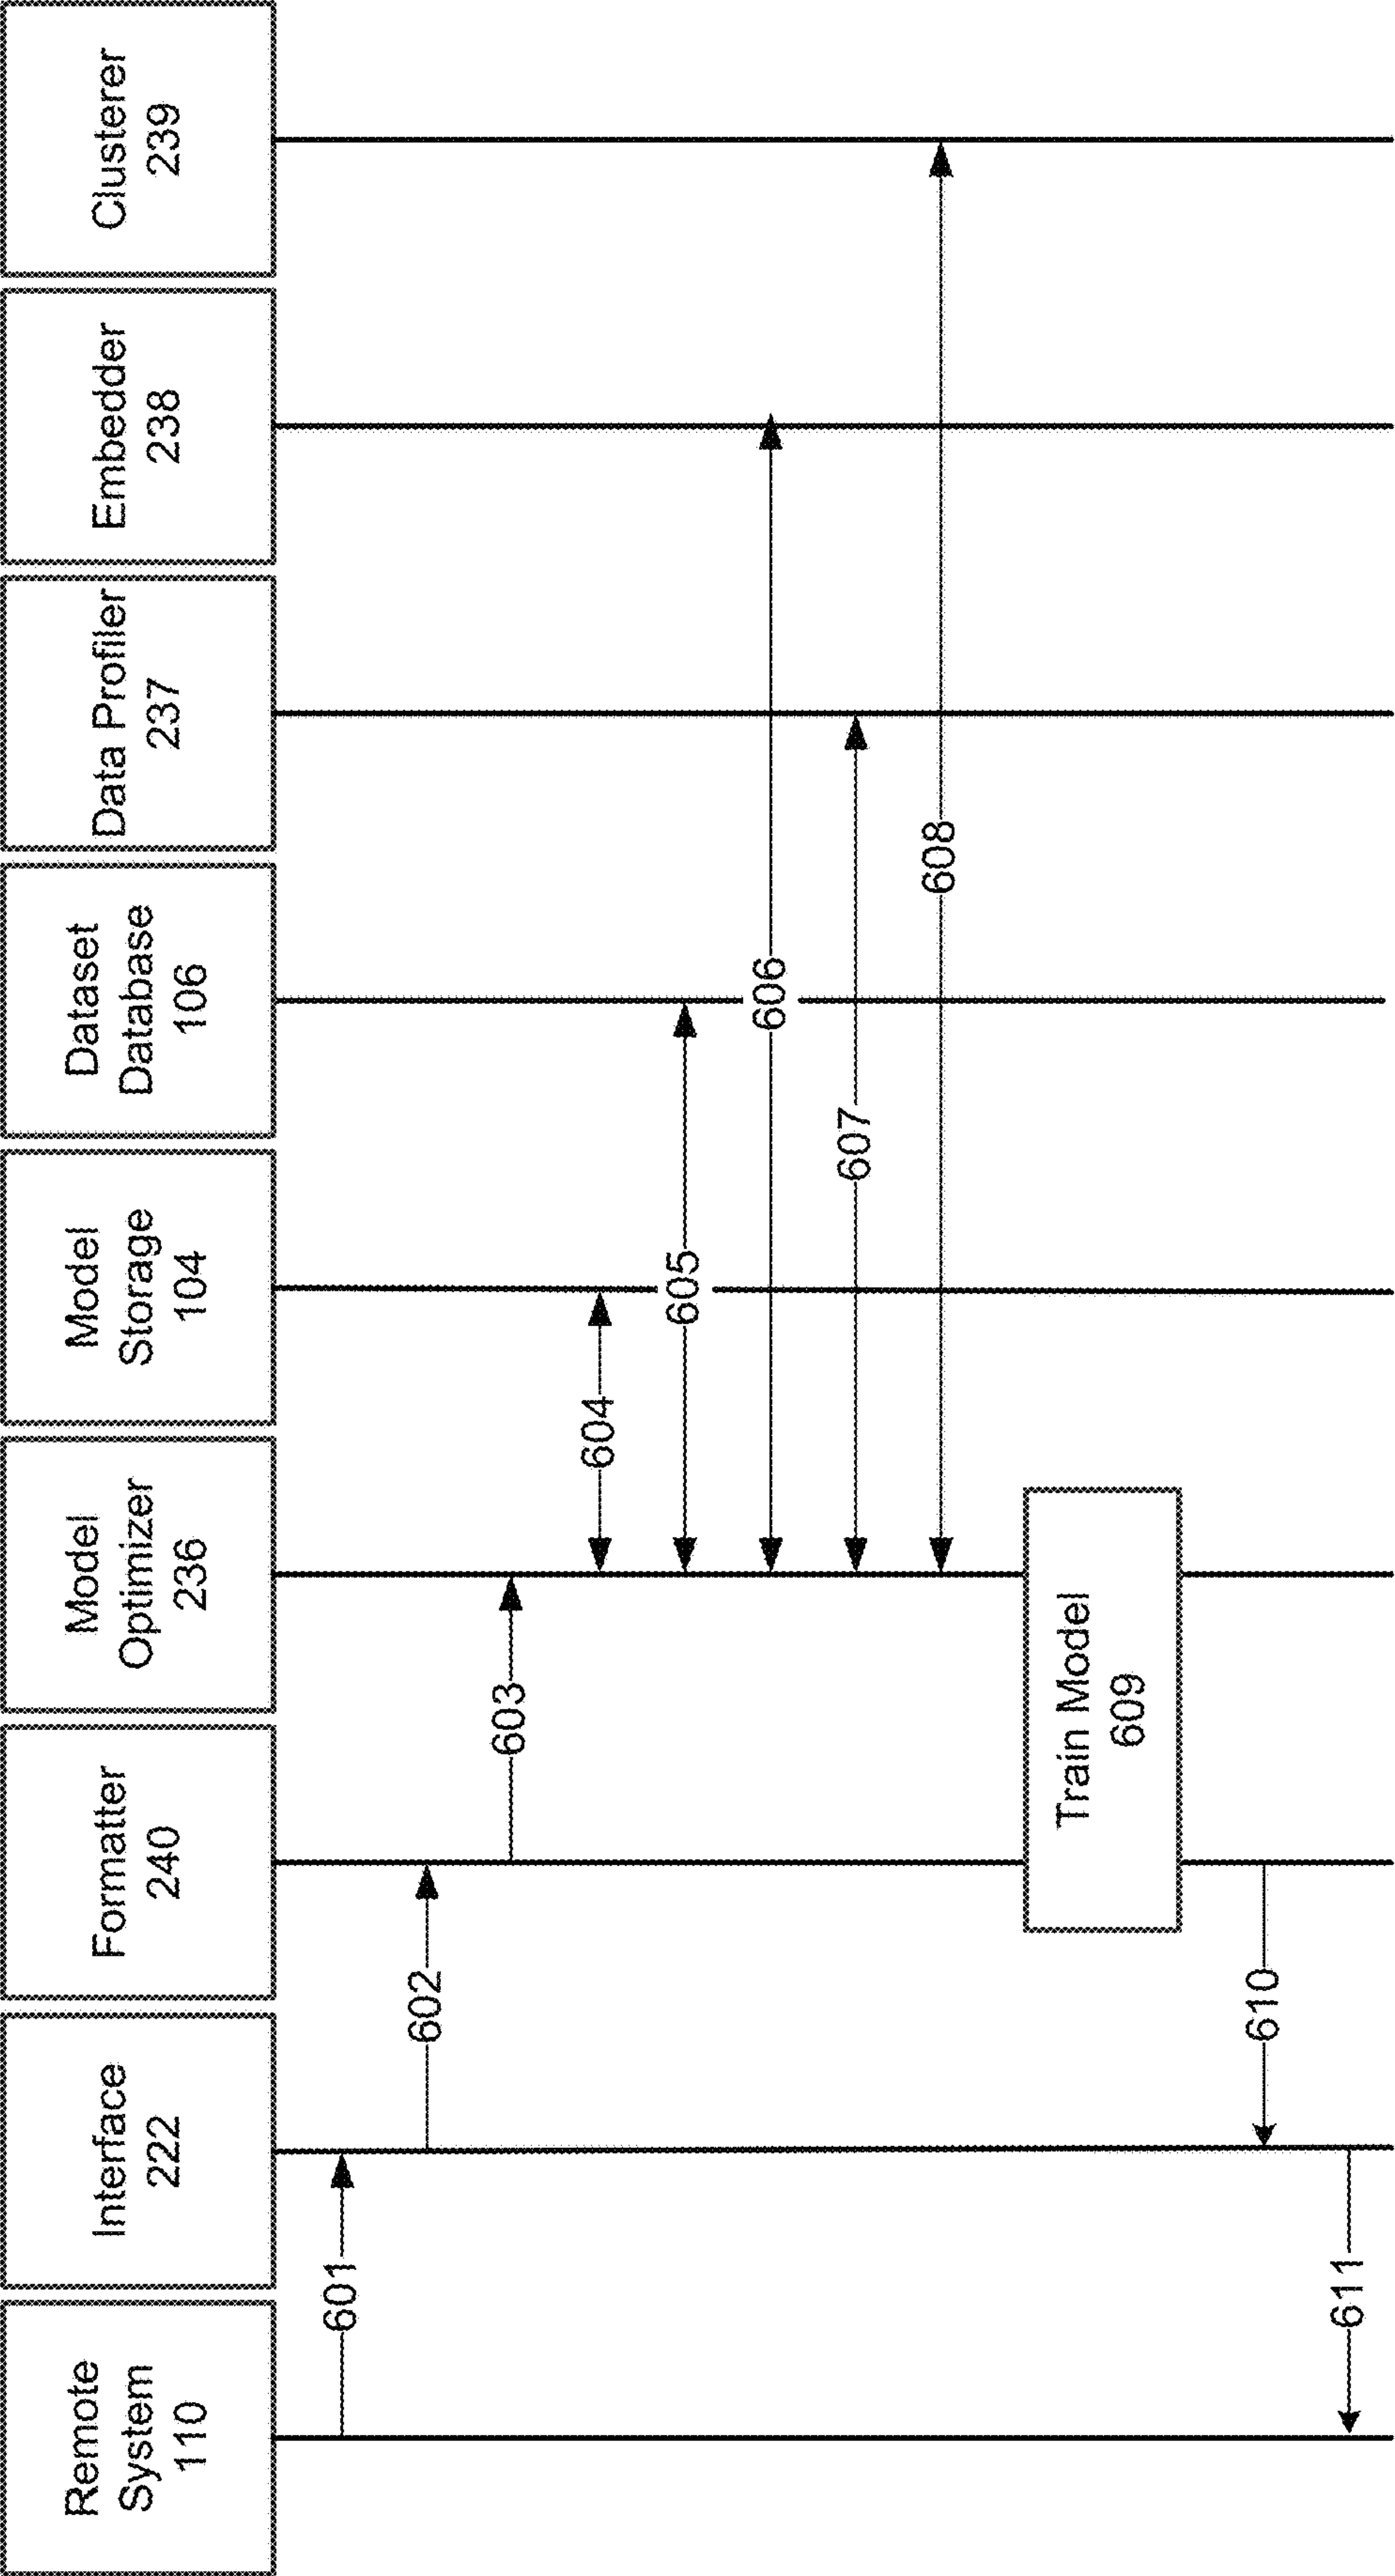 Remote
System
110
Interface
222
Formatter
240
Model
Optimizer
236
Model
Storage
104
Dataset
Database
106
Data Profiler
237
Embedder
238
Clusterer
239
601
602
603
604
605
606
607
608
Train Model
609
610
611